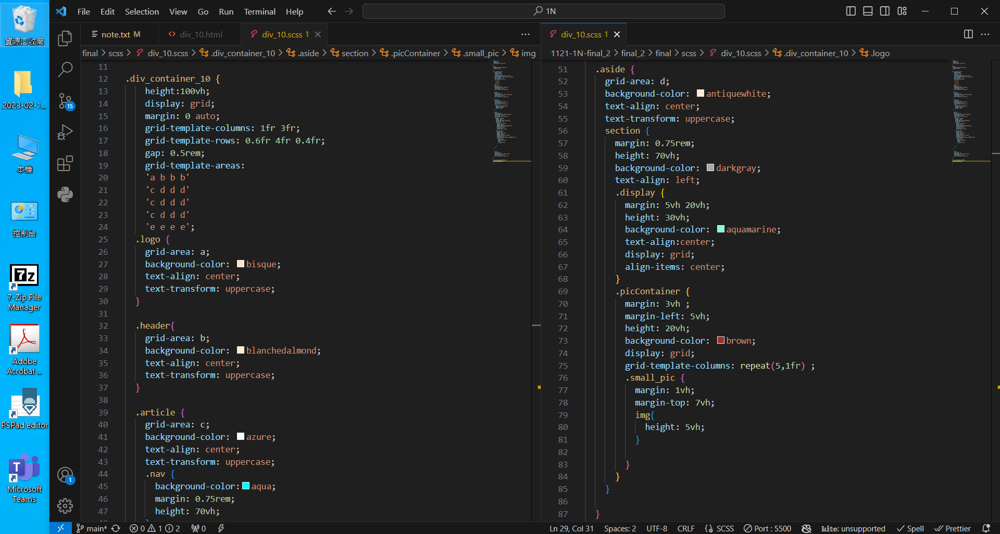 File Edit Selection View Go Run Terminal Help
1N
資源回收筒
2023-02-1...
本機
控制台
7-Zip File
Manager
Adobe
Acrobat ...
PSPad editor
Microsoft
Teams
15
1
note.txt M
div_10.html
div_10.scss 1
final > scss > div_10.scss > .div_container_10 > .aside > section > .picContainer > .small_pic > img
11
12 .div_container_10 {
13 height:100vh;
14 display: grid;
15 margin: 0 auto;
16 grid-template-columns: 1fr 3fr;
17 grid-template-rows: 0.6fr 4fr 0.4fr;
18 gap: 0.5rem;
19 grid-template-areas:
20 'a b b b'
21 'c d d d'
22 'c d d d'
23 'c d d d'
24 'e e e e';
25 .logo {
26 grid-area: a;
27 background-color: bisque;
28 text-align: center;
29 text-transform: uppercase;
30 }
31
32 .header{
33 grid-area: b;
34 background-color: blanchedalmond;
35 text-align: center;
36 text-transform: uppercase;
37 }
38
39 .article {
40 grid-area: c;
41 background-color: azure;
42 text-align: center;
43 text-transform: uppercase;
44 .nav {
45 background-color: aqua;
46 margin: 0.75rem;
47 height: 70vh;
div_10.scss 1
1121-1N-final_2 > final_2 > final > scss > div_10.scss > .div_container_10 > .logo
51 .aside {
52 grid-area: d;
53 background-color: antiquewhite;
54 text-align: center;
55 text-transform: uppercase;
56 section {
57 margin: 0.75rem;
58 height: 70vh;
59 background-color: darkgray;
60 text-align: left;
61 .display {
62 margin: 5vh 20vh;
63 height: 30vh;
64 background-color: aquamarine;
65 text-align:center;
66 display: grid;
67 align-items: center;
68 }
69 .picContainer {
70 margin: 3vh ;
71 margin-left: 5vh;
72 height: 20vh;
73 background-color: brown;
74 display: grid;
75 grid-template-columns: repeat(5,1fr) ;
76 .small_pic {
77 margin: 1vh;
78 margin-top: 7vh;
79 img{
80 height: 5vh;
81 }
82
83 }
84 }
85 }
86
87 }
main* 0 1 2 0
Ln 29, Col 31 Spaces: 2 UTF-8 CRLF SCSS Port : 5500 kite: unsupported Spell Prettier